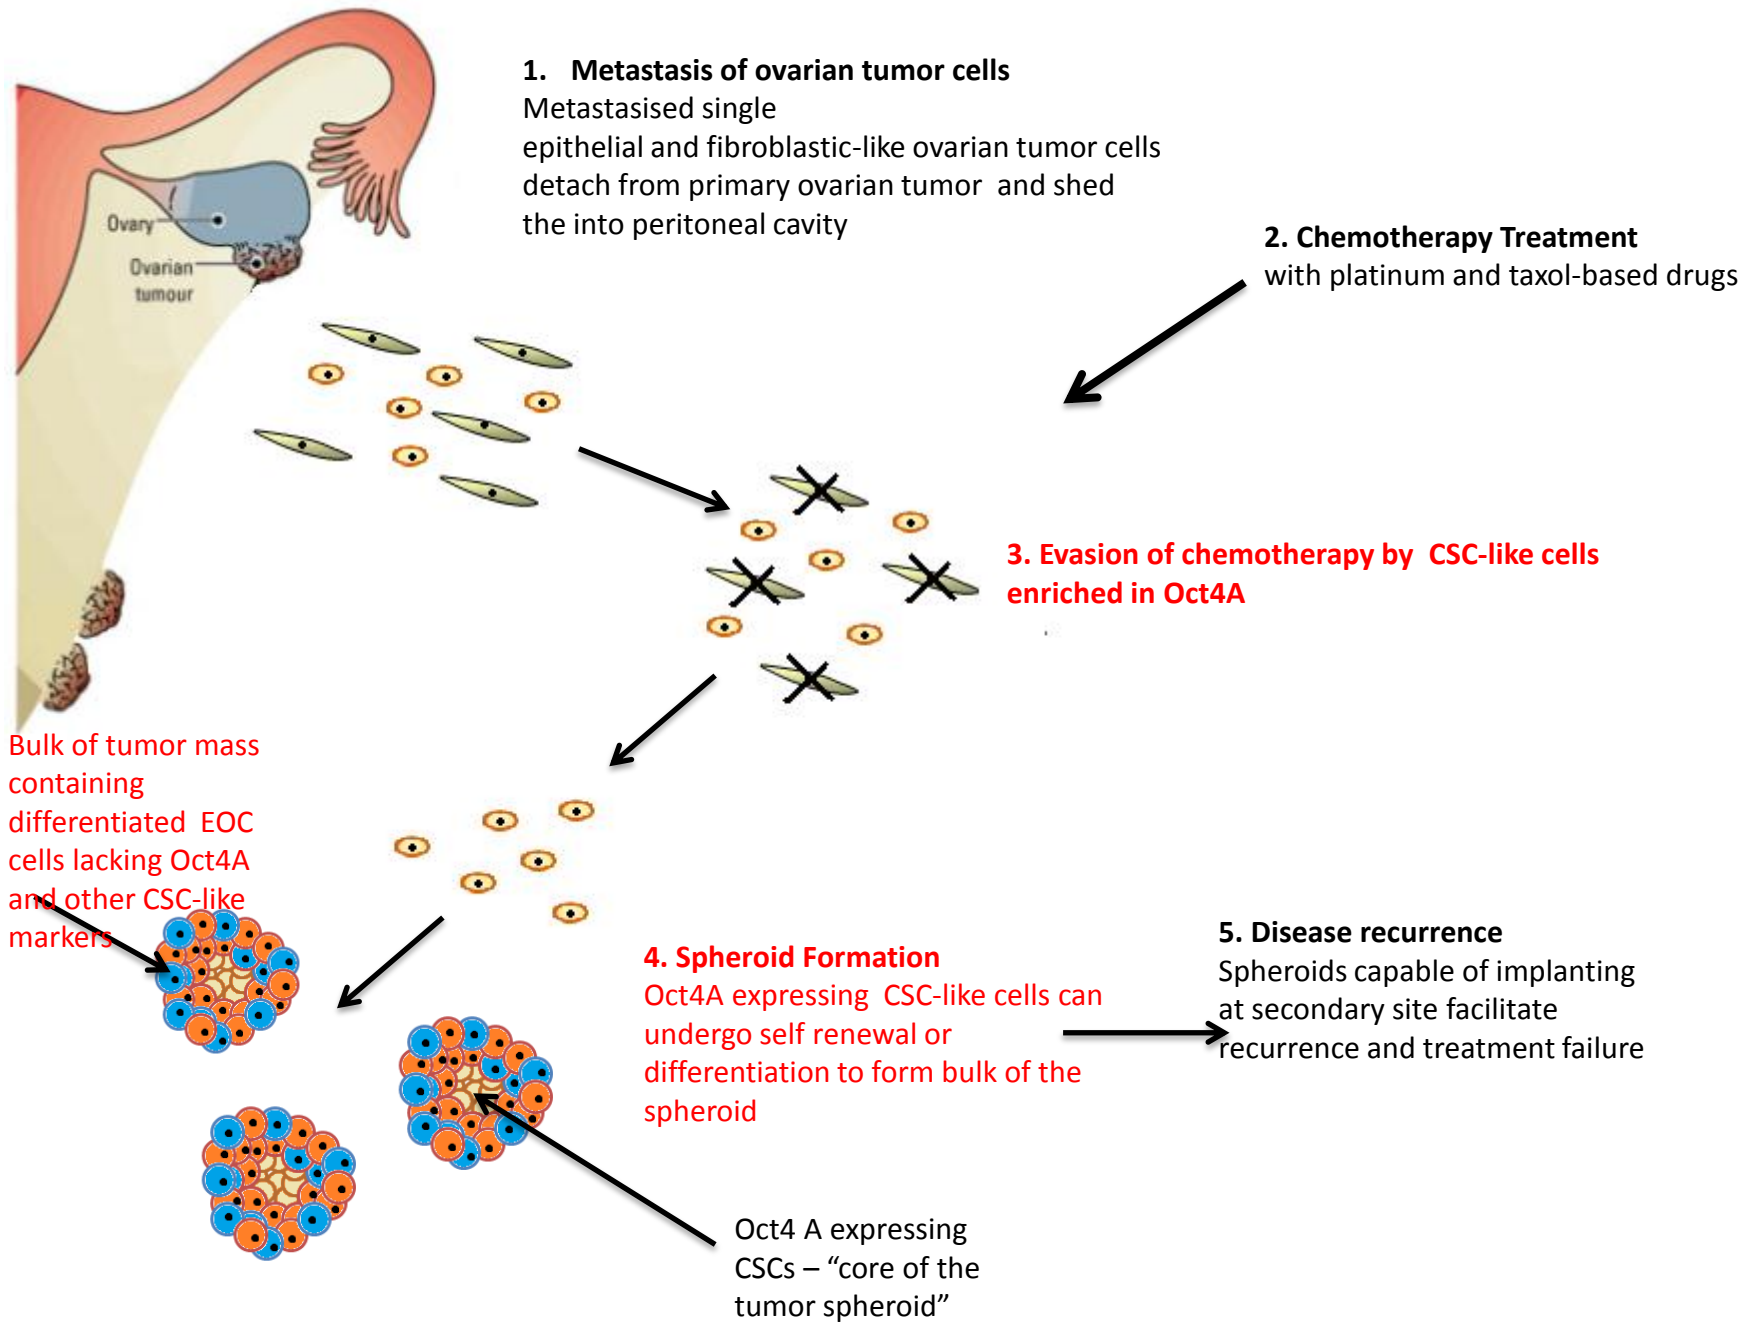 1. Metastasis of ovarian tumor cells
Metastasised single
epithelial and fibroblastic-like ovarian tumor cells
detach from primary ovarian tumor and shed
the into peritoneal cavity
Ovary
Ovarian
tumour
2. Chemotherapy Treatment
with platinum and taxol-based drugs
3. Evasion of chemotherapy by CSC-like cells
enriched in Oct4A
Bulk of tumor mass
containing
differentiated EOC
cells lacking Oct4A
and other CSC-like
markers
4. Spheroid Formation
Oct4A expressing CSC-like cells can
undergo self renewal or
differentiation to form bulk of the
spheroid
5. Disease recurrence
Spheroids capable of implanting
at secondary site facilitate
recurrence and treatment failure
Oct4 A expressing
CSCs – “core of the
tumor spheroid”